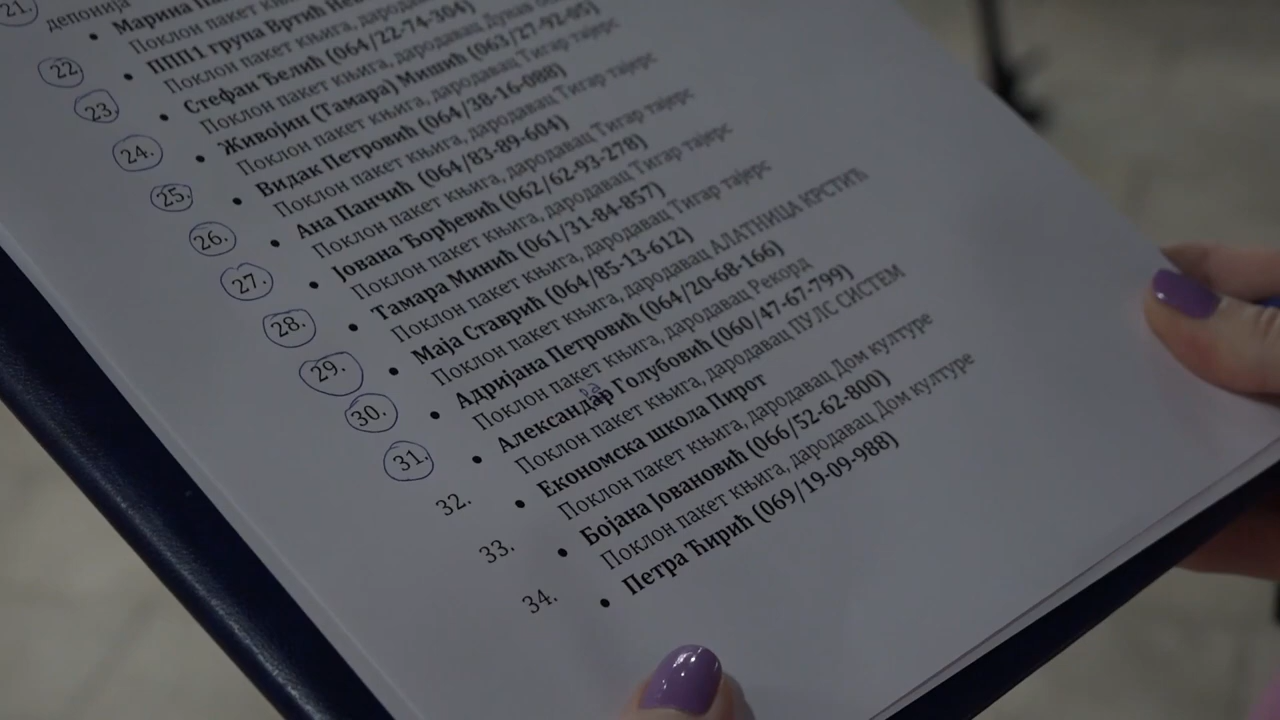 21.
депонија
• Марина
22. Поклон пакет књига,
• ППП1 група Вртић
23. Поклон пакет књига, дародавац
• Стефан Ђелић (064/22-74-304)
24. Поклон пакет књига, дародавац Дунав
• Живојин (Тамара) Мишић (063/27-92-05)
25. Поклон пакет књига, дародавац Тигар тајерс
• Видак Петровић (064/38-16-088)
26. Поклон пакет књига, дародавац Тигар тајерс
• Ана Панчић (064/83-89-604)
27. Поклон пакет књига, дародавац Тигар тајерс
• Јована Ђорђевић (062/62-93-278)
28. Поклон пакет књига, дародавац Тигар тајерс
• Тамара Минић (061/31-84-857)
29. Поклон пакет књига, дародавац Тигар тајерс
• Маја Ставрић (064/85-13-612)
30. Поклон пакет књига, дародавац АЛАТНИЦА КРСТИЋ
• Адријана Петровић (064/20-68-166)
31. Поклон пакет књига, дародавац Рекорд
• Александар Голубовић (060/47-67-799)
32. Поклон пакет књига, дародавац ПУЛС СИСТЕМ
• Економска школа Пирот
33. Поклон пакет књига, дародавац Дом културе
• Бојана Јовановић (066/52-62-800)
34. Поклон пакет књига, дародавац Дом културе
• Петра Ћирић (069/19-09-988)